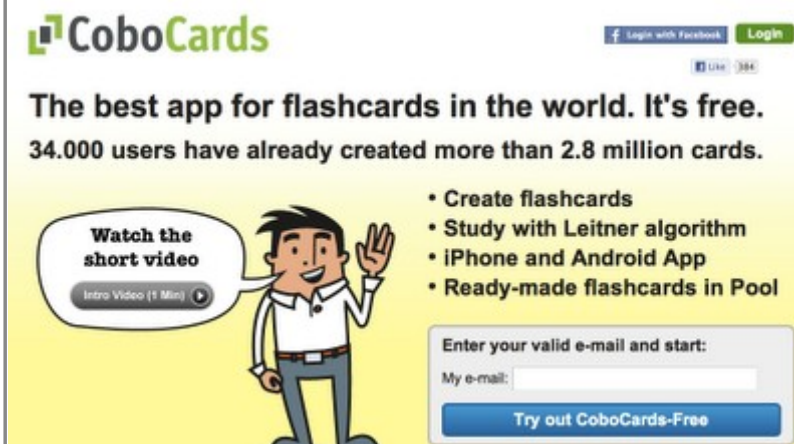 CoboCards
Login with Facebook
Login
Like 384
The best app for flashcards in the world. It's free.
34.000 users have already created more than 2.8 million cards.
Watch the
short video
Intro Video (1 Min)
• Create flashcards
• Study with Leitner algorithm
• iPhone and Android App
• Ready-made flashcards in Pool
Enter your valid e-mail and start:
My e-mail:
Try out CoboCards-Free